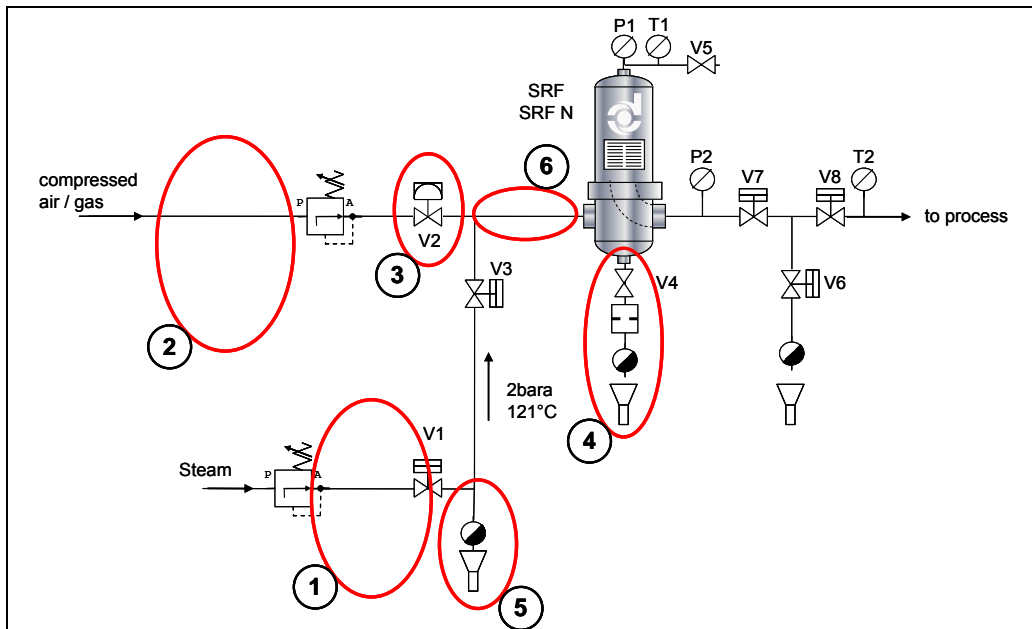 P1
T1
V5
SRF
SRF N
compressed
air / gas
P
A
V2
3
6
P2
V7
V8
T2
to process
2
V3
V4
V6
2bara
121°C
4
Steam
P
A
V1
1
5